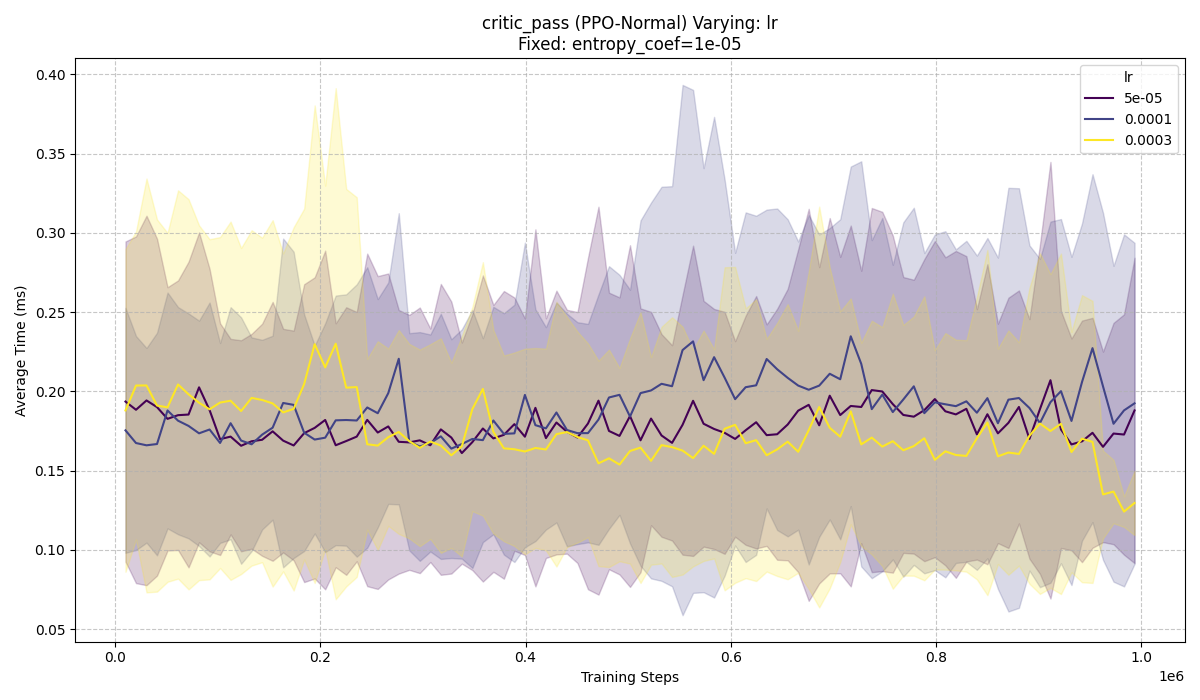 critic_pass (PPO-Normal) Varying: lr
Fixed: entropy_coef=1e-05
lr
5e-05
0.0001
0.0003
Average Time (ms)
0.40
0.35
0.30
0.25
0.20
0.15
0.10
0.05
0.0
0.2
0.4
0.6
0.8
1.0
1e6
Training Steps